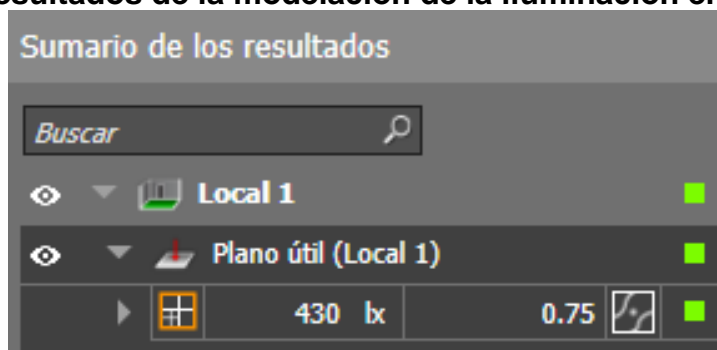 Sumario de los resultados
Buscar
Local 1
Plano útil (Local 1)
430 lx 0.75